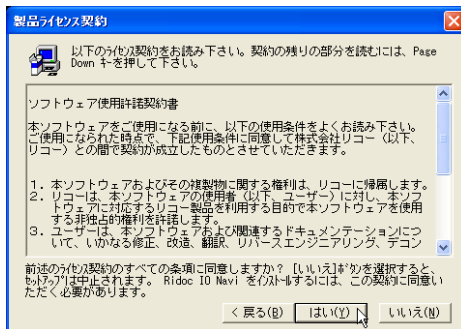 製品ライセンス契約
以下のライセンス契約をお読み下さい。契約の残りの部分を読むには、Page
Down キーを押して下さい。
ソフトウェア使用許諾契約書
本ソフトウェアをご使用になる前に、以下の使用条件をよくお読み下さい。
ご使用になられた時点で、下記使用条件に同意して株式会社リコー（以下、
リコー）との間で契約が成立したものとさせていただきます。
1．本ソフトウェアおよびその複製物に関する権利は、リコーに帰属します。
2．リコーは、本ソフトウェアの使用者（以下、ユーザー）に対し、本ソフ
トウェアに対応するリコー製品を利用する目的で本ソフトウェアを使用
する非独占的権利を許諾します。
3．ユーザーは、本ソフトウェアおよび関連するドキュメンテーションにつ
いて、いかなる修正、改造、翻訳、リバースエンジニアリング、デコン
前述のライセンス契約のすべての条項に同意しますか？ [いいえ]ボタンを選択すると、
セットアップは中止されます。 Ridoc IO Navi をインストールするには、この契約に同意い
ただく必要があります。
< 戻る(B) はい(Y) いいえ(N)